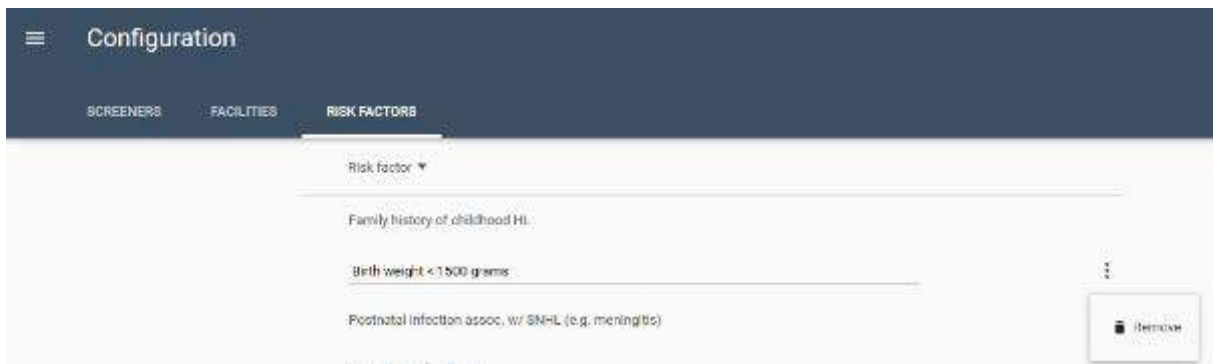 Configuration
SCREENERS FACILITIES RISK FACTORS
Risk factor
Family history of childhood HL
Birth weight < 1500 grams
Postnatal infection assoc. w/ SNHL (e.g. meningitis)
Remove